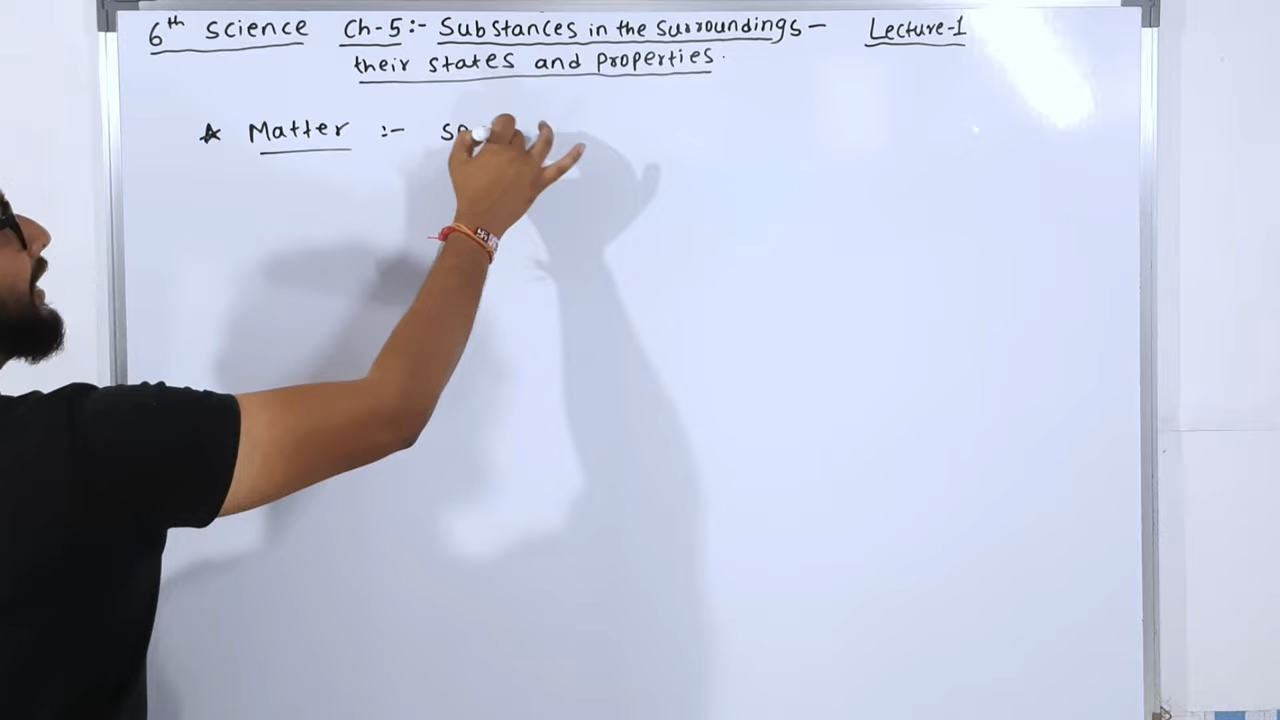 6th Science Ch-5:- Substances in the Surroundings - Lecture-1
their states and properties.
★ Matter :-